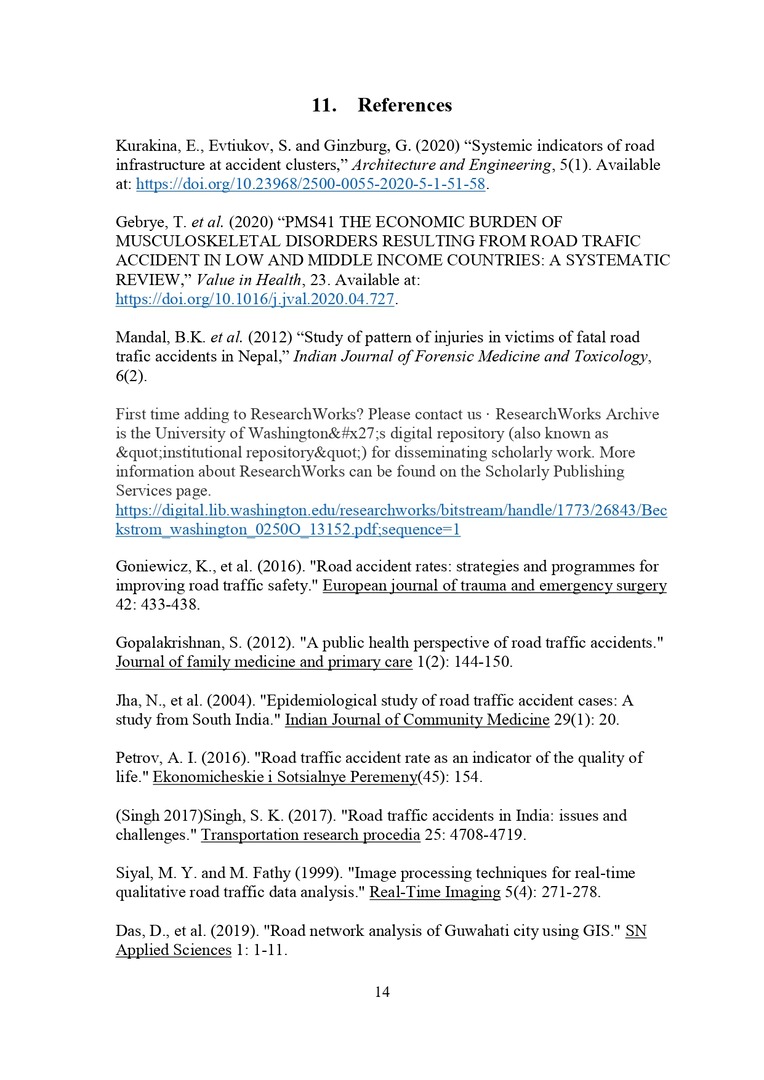 11. References
Kurakina, E., Evtiukov, S. and Ginzburg, G. (2020) “Systemic indicators of road
infrastructure at accident clusters,” Architecture and Engineering, 5(1). Available
at: https://doi.org/10.23968/2500-0055-2020-5-1-51-58.
Gebrye, T. et al. (2020) “PMS41 THE ECONOMIC BURDEN OF
MUSCULOSKELETAL DISORDERS RESULTING FROM ROAD TRAFIC
ACCIDENT IN LOW AND MIDDLE INCOME COUNTRIES: A SYSTEMATIC
REVIEW,” Value in Health, 23. Available at:
https://doi.org/10.1016/j.jval.2020.04.727.
Mandal, B.K. et al. (2012) “Study of pattern of injuries in victims of fatal road
trafic accidents in Nepal,” Indian Journal of Forensic Medicine and Toxicology,
6(2).
First time adding to ResearchWorks? Please contact us · ResearchWorks Archive
is the University of Washington&#x27;s digital repository (also known as
&quot;institutional repository&quot;) for disseminating scholarly work. More
information about ResearchWorks can be found on the Scholarly Publishing
Services page.
https://digital.lib.washington.edu/researchworks/bitstream/handle/1773/26843/Bec
kstrom_washington_0250O_13152.pdf;sequence=1
Goniewicz, K., et al. (2016). "Road accident rates: strategies and programmes for
improving road traffic safety." European journal of trauma and emergency surgery
42: 433-438.
Gopalakrishnan, S. (2012). "A public health perspective of road traffic accidents."
Journal of family medicine and primary care 1(2): 144-150.
Jha, N., et al. (2004). "Epidemiological study of road traffic accident cases: A
study from South India." Indian Journal of Community Medicine 29(1): 20.
Petrov, A. I. (2016). "Road traffic accident rate as an indicator of the quality of
life." Ekonomicheskie i Sotsialnye Peremeny(45): 154.
(Singh 2017)Singh, S. K. (2017). "Road traffic accidents in India: issues and
challenges." Transportation research procedia 25: 4708-4719.
Siyal, M. Y. and M. Fathy (1999). "Image processing techniques for real-time
qualitative road traffic data analysis." Real-Time Imaging 5(4): 271-278.
Das, D., et al. (2019). "Road network analysis of Guwahati city using GIS." SN
Applied Sciences 1: 1-11.
14